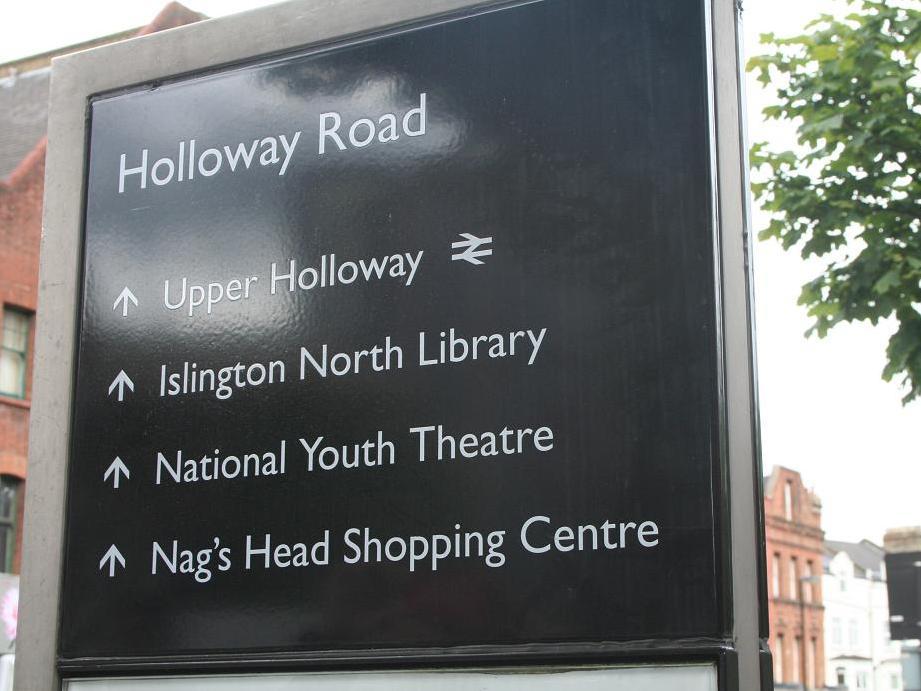 Holloway Road
Upper Holloway
Islington North Library
National Youth Theatre
Nag's Head Shopping Centre